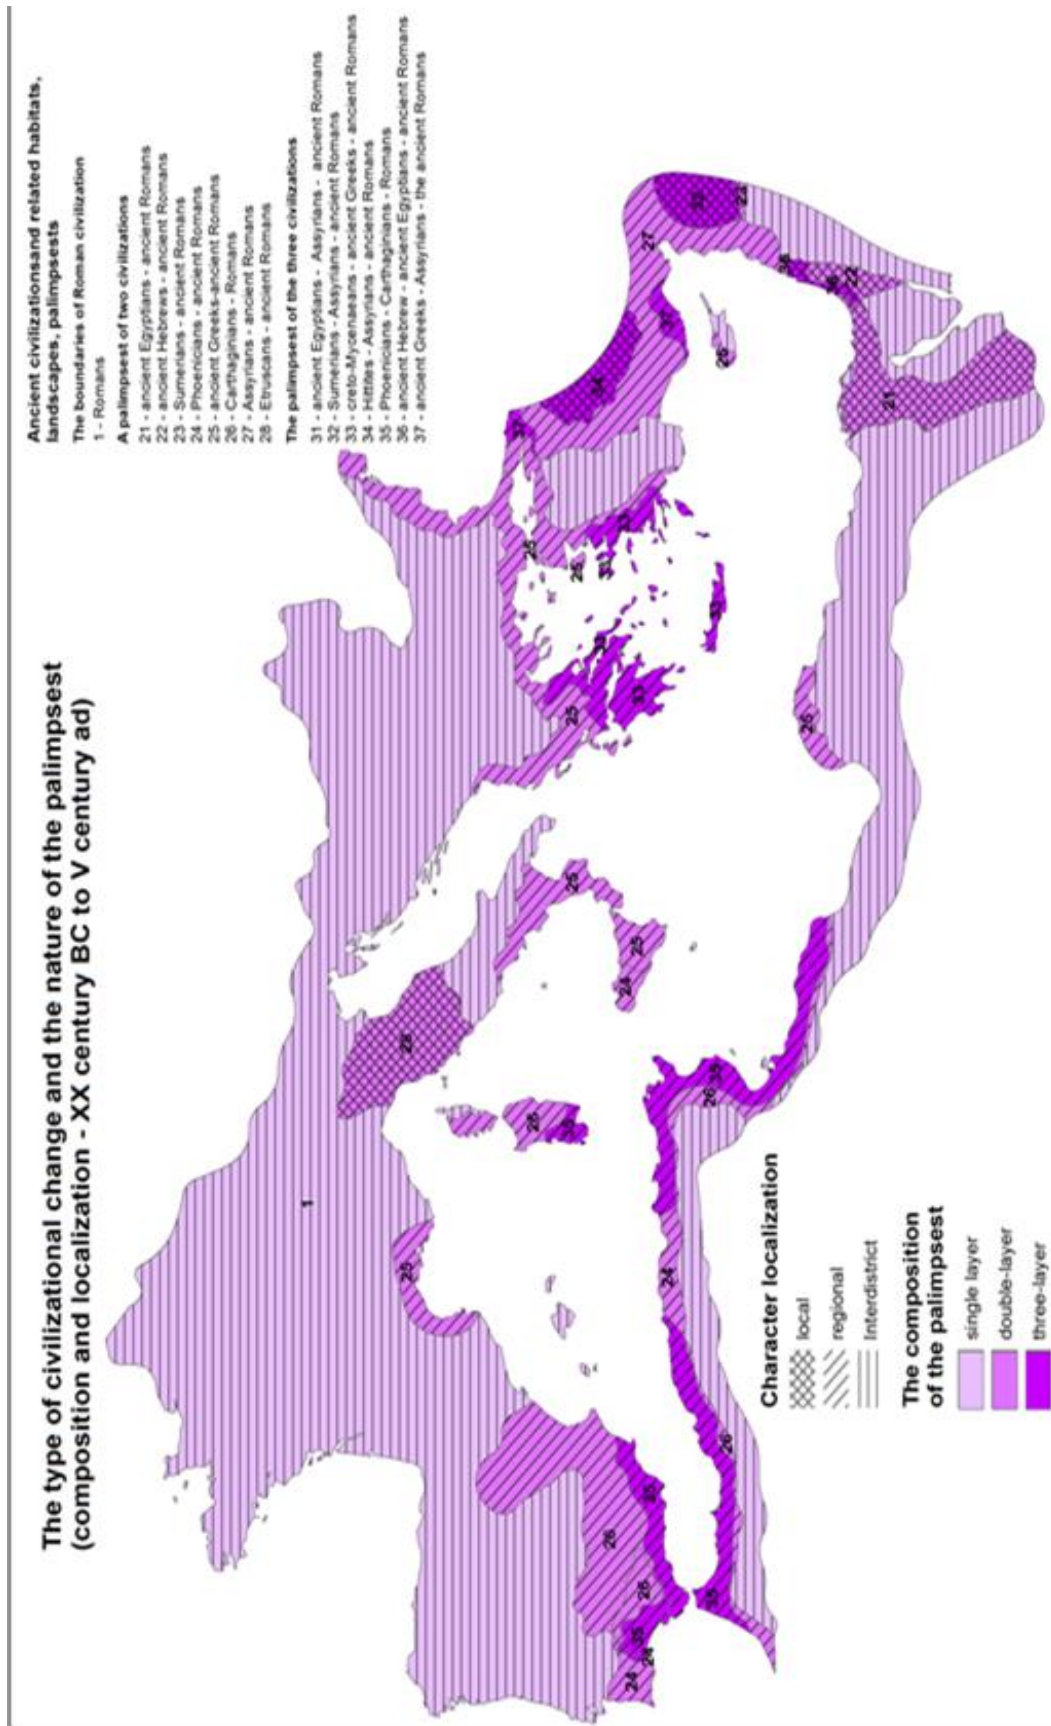 The type of civilizational change and the nature of the palimpsest
(composition and localization - XX century BC to V century ad)
Ancient civilizationsand related habitats,
landscapes, palimpsests
The boundaries of Roman civilization
1 - Romans
A palimpsest of two civilizations
21 - ancient Egyptians - ancient Romans
22 - ancient Hebrews - ancient Romans
23 - Sumerians - ancient Romans
24 - Phoenicians - ancient Romans
25 - ancient Greeks-ancient Romans
26 - Carthaginians - Romans
27 - Assyrians - ancient Romans
28 - Etruscans - ancient Romans
The palimpsest of the three civilizations
31 - ancient Egyptians - Assyrians - ancient Romans
32 - Sumerians - Assyrians - ancient Romans
33 - creto-Mycenaeans - ancient Greeks - ancient Romans
34 - Hittites - Assyrians - ancient Romans
35 - Phoenicians - Carthaginians - Romans
36 - ancient Hebrew - ancient Egyptians - ancient Romans
37 - ancient Greeks - Assyrians - the ancient Romans
1
28
25
25
25
24
25
25
25
33
33
33
37
34
37
27
22
21
26
35
24
26
35
26
26
35
35
24
24
Character localization
local
regional
Interdistrict
The composition
of the palimpsest
single layer
double-layer
three-layer